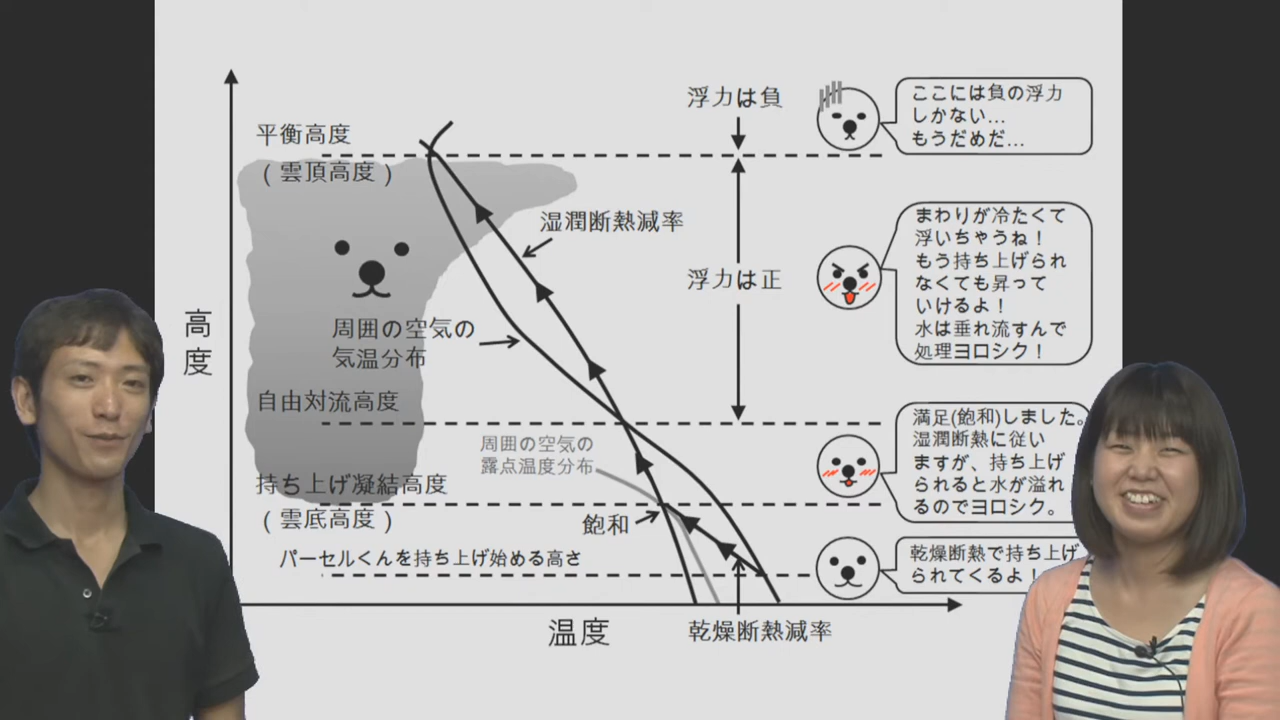 浮力は負
ここには負の浮力
しかない…
もうだめだ…
平衡高度
(雲頂高度)
湿潤断熱減率
まわりが冷たくて
浮いちゃうね！
もう持ち上げられ
なくても昇って
いけるよ！
水は垂れ流すんで
処理ヨロシク！
浮力は正
高度
周囲の空気の
気温分布
自由対流高度
満足(飽和)しました。
湿潤断熱に従い
ますが、持ち上げ
られると水が溢れ
るのでヨロシク。
周囲の空気の
露点温度分布
持ち上げ凝結高度
(雲底高度)
飽和
パーセルくんを持ち上げ始める高さ
乾燥断熱で持ち上げ
られてくるよ！
温度
乾燥断熱減率